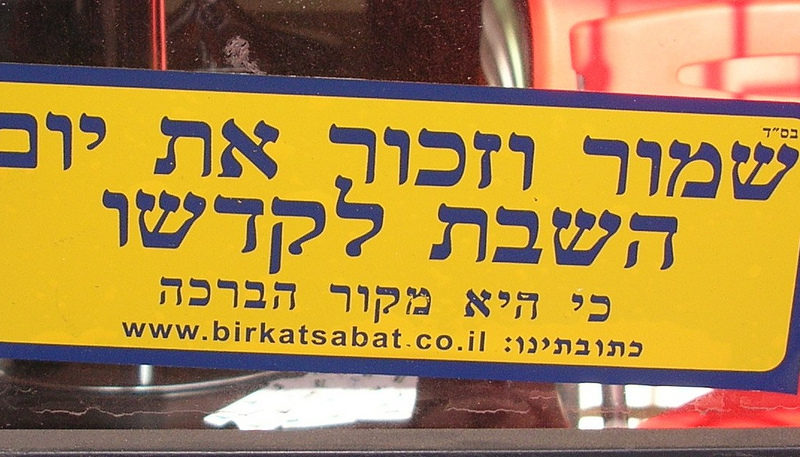 בס״ד
שמור וזכור את יום
השבת לקדשו
כי היא מקור הברכה
כתובתינו: www.birkatsabat.co.il